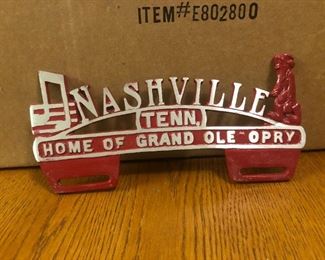 ITEM#E802800
NASHVILLE
TENN.
HOME OF GRAND OLE OPRY